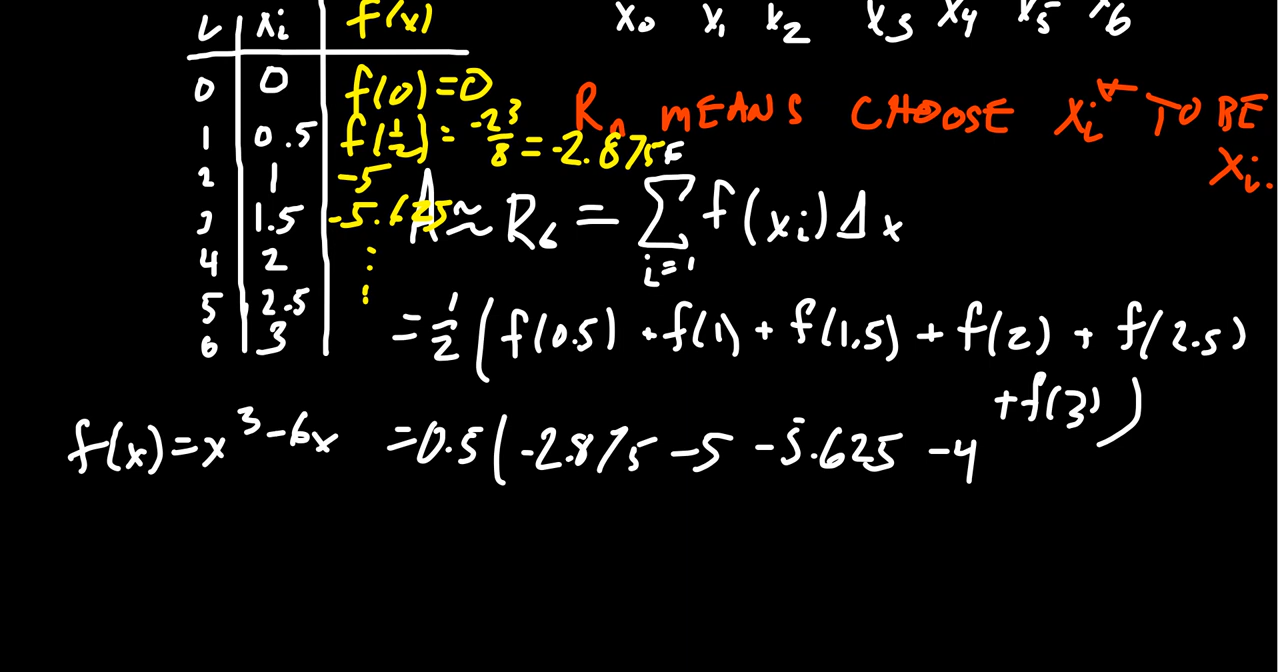 i xi f(x) x0 x1 x2 x3 x4 x5 x6
0 0 f(0)=0
Rn MEANS CHOOSE xi* TO BE
xi.
1 0.5 f(1/2) = -23/8 = -2.875
2 1 -5
3 1.5 -5.625
A ≈ R6 = 6∑i=1 f(xi) Δx
4 2 ⋮
5 2.5
6 3
= 1/2 ( f(0.5) + f(1) + f(1.5) + f(2) + f(2.5)
+ f(3) )
f(x) = x^3 - 6x = 0.5 ( -2.875 -5 -5.625 -4